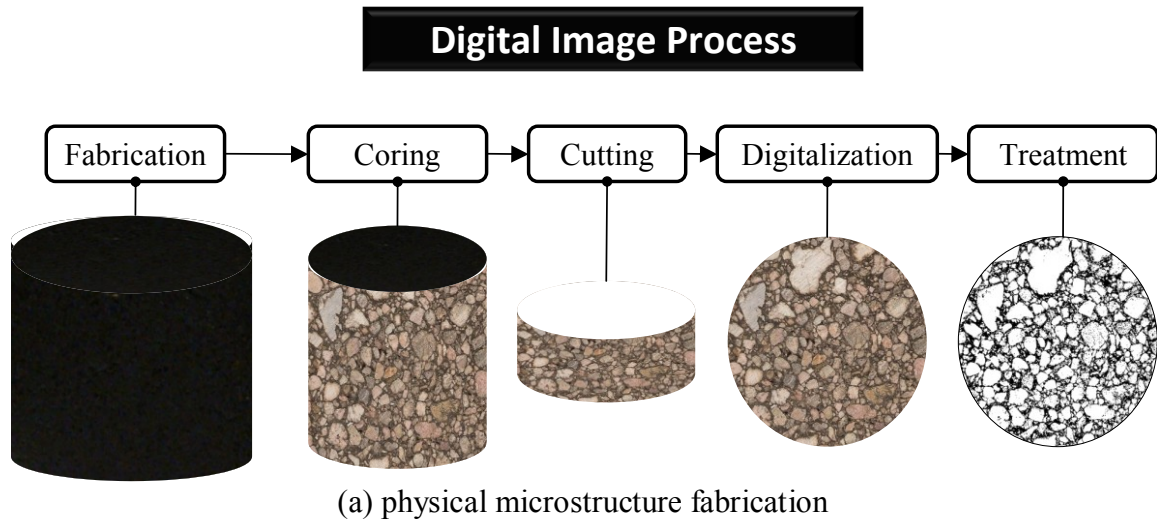 Digital Image Process
Fabrication
Coring
Cutting
Digitalization
Treatment
(a) physical microstructure fabrication